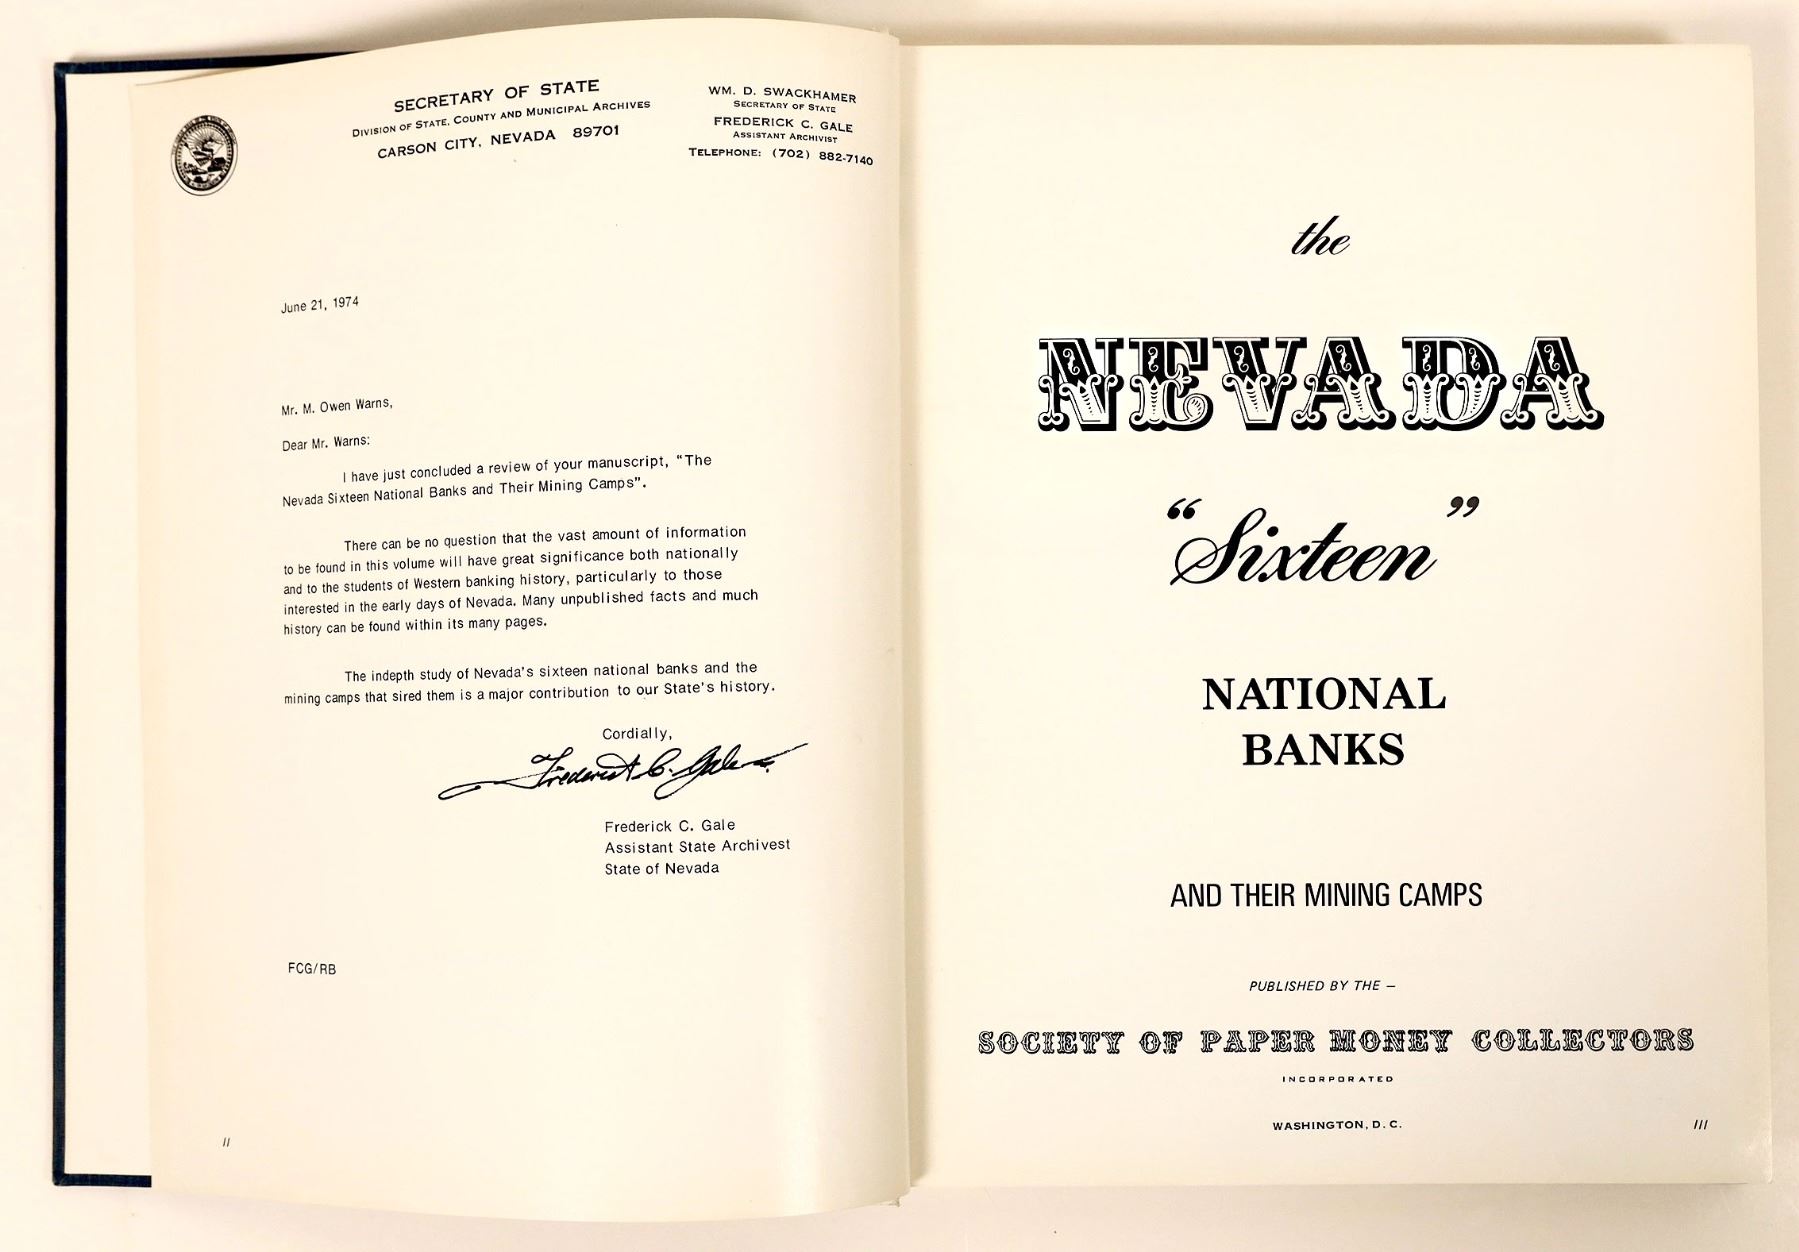 SECRETARY OF STATE
DIVISION OF STATE, COUNTY AND MUNICIPAL ARCHIVES
CARSON CITY, NEVADA 89701
WM. D. SWACKHAMER
SECRETARY OF STATE
FREDERICK C. GALE
ASSISTANT ARCHIVIST
TELEPHONE: (702) 882-7140
June 21, 1974
Mr. M. Owen Warns,
Dear Mr. Warns:
I have just concluded a review of your manuscript, "The
Nevada Sixteen National Banks and Their Mining Camps".
There can be no question that the vast amount of information
to be found in this volume will have great significance both nationally
and to the students of Western banking history, particularly to those
interested in the early days of Nevada. Many unpublished facts and much
history can be found within its many pages.
The indepth study of Nevada's sixteen national banks and the
mining camps that sired them is a major contribution to our State's history.
Cordially,
Frederick C. Gale
Frederick C. Gale
Assistant State Archivest
State of Nevada
FCG/RB
II
the
NEVADA
“Sixteen”
NATIONAL
BANKS
AND THEIR MINING CAMPS
PUBLISHED BY THE –
SOCIETY OF PAPER MONEY COLLECTORS
INCORPORATED
WASHINGTON, D. C.
III